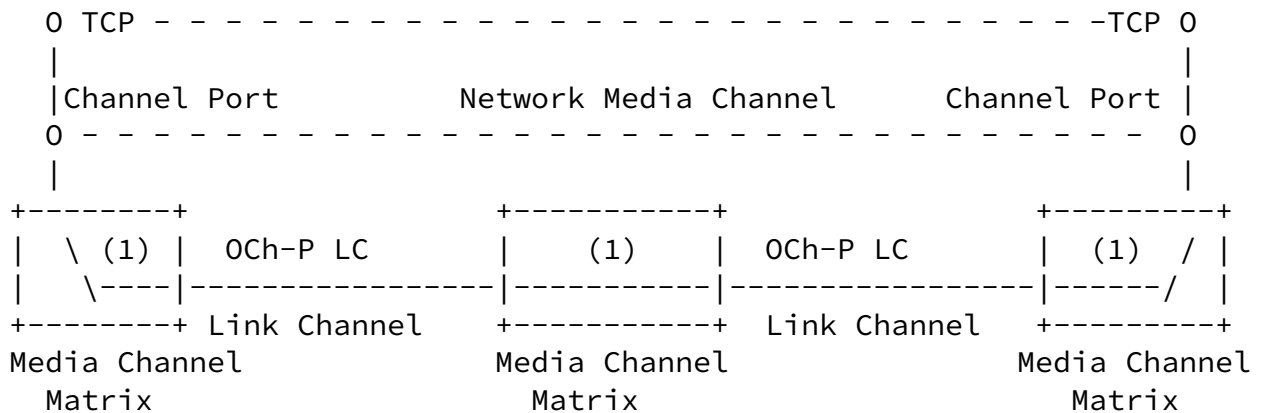 O TCP - - - - - - - - - - - - - - - - - - - - - - - - - - -TCP O
|                                                              |
|Channel Port          Network Media Channel      Channel Port |
O - - - - - - - - - - - - - - - - - - - - - - - - - - - - - -  O
|                                                              |
+--------+                 +-----------+                 +---------+
|  \ (1) |  OCh-P LC       |    (1)    |  OCh-P LC       |  (1)  / |
|   \----|-----------------|-----------|-----------------|------/  |
+--------+ Link Channel    +-----------+  Link Channel   +---------+
Media Channel              Media Channel                Media Channel
Matrix                     Matrix                       Matrix